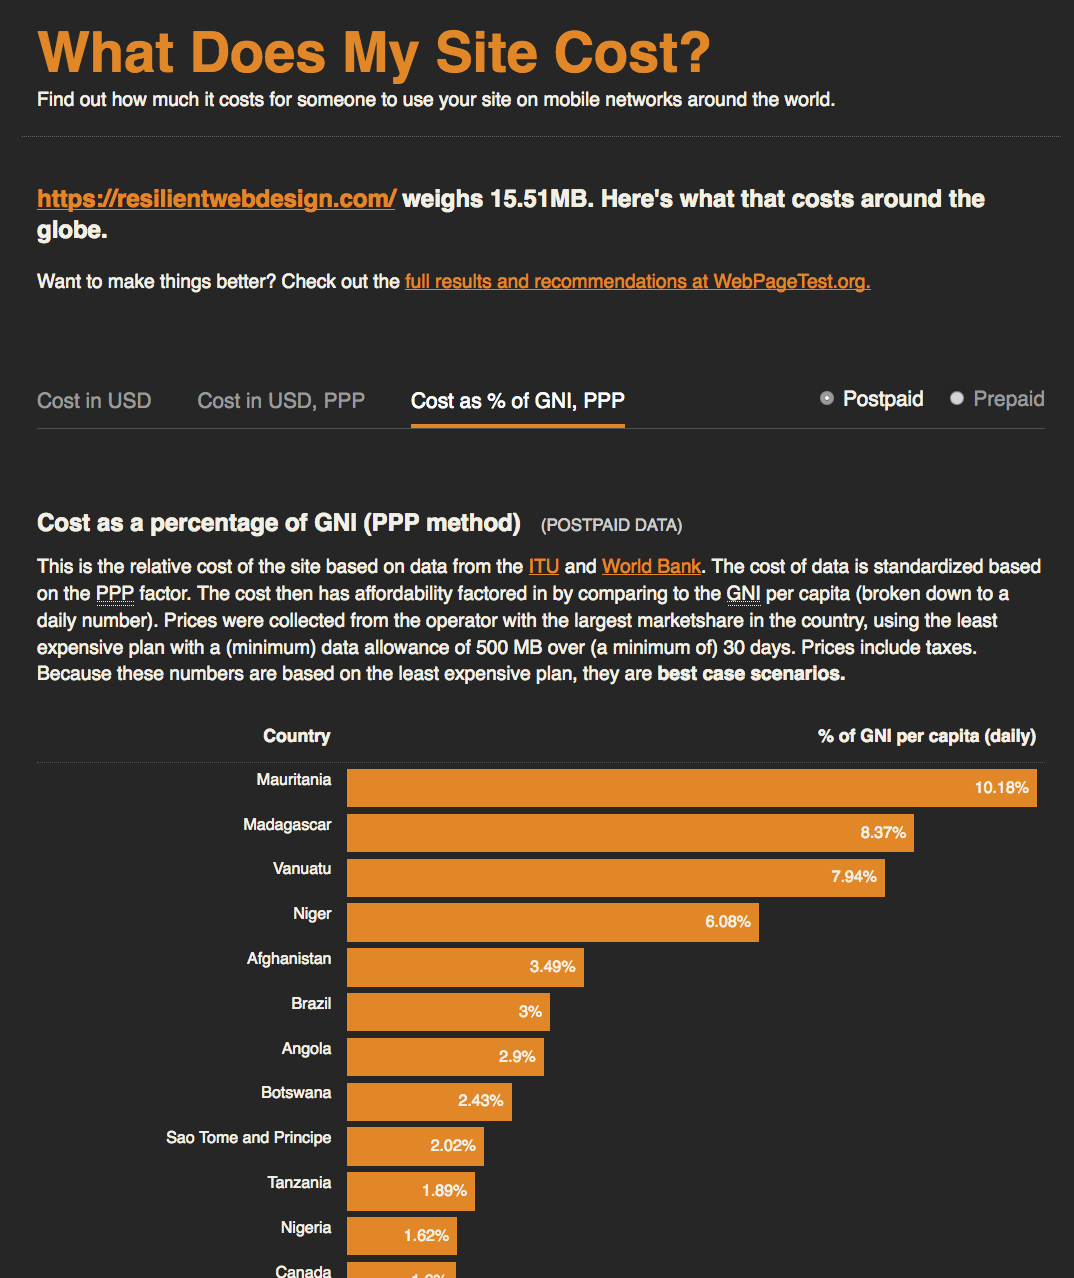 What Does My Site Cost?
Find out how much it costs for someone to use your site on mobile networks around the world.
https://resilientwebdesign.com/ weighs 15.51MB. Here's what that costs around the
globe.
Want to make things better? Check out the full results and recommendations at WebPageTest.org.
Cost in USD Cost in USD, PPP Cost as % of GNI, PPP Postpaid Prepaid
Cost as a percentage of GNI (PPP method) (POSTPAID DATA)
This is the relative cost of the site based on data from the ITU and World Bank. The cost of data is standardized based
on the PPP factor. The cost then has affordability factored in by comparing to the GNI per capita (broken down to a
daily number). Prices were collected from the operator with the largest marketshare in the country, using the least
expensive plan with a (minimum) data allowance of 500 MB over (a minimum of) 30 days. Prices include taxes.
Because these numbers are based on the least expensive plan, they are best case scenarios.
Country % of GNI per capita (daily)
Mauritania 10.18%
Madagascar 8.37%
Vanuatu 7.94%
Niger 6.08%
Afghanistan 3.49%
Brazil 3%
Angola 2.9%
Botswana 2.43%
Sao Tome and Principe 2.02%
Tanzania 1.89%
Nigeria 1.62%
Canada